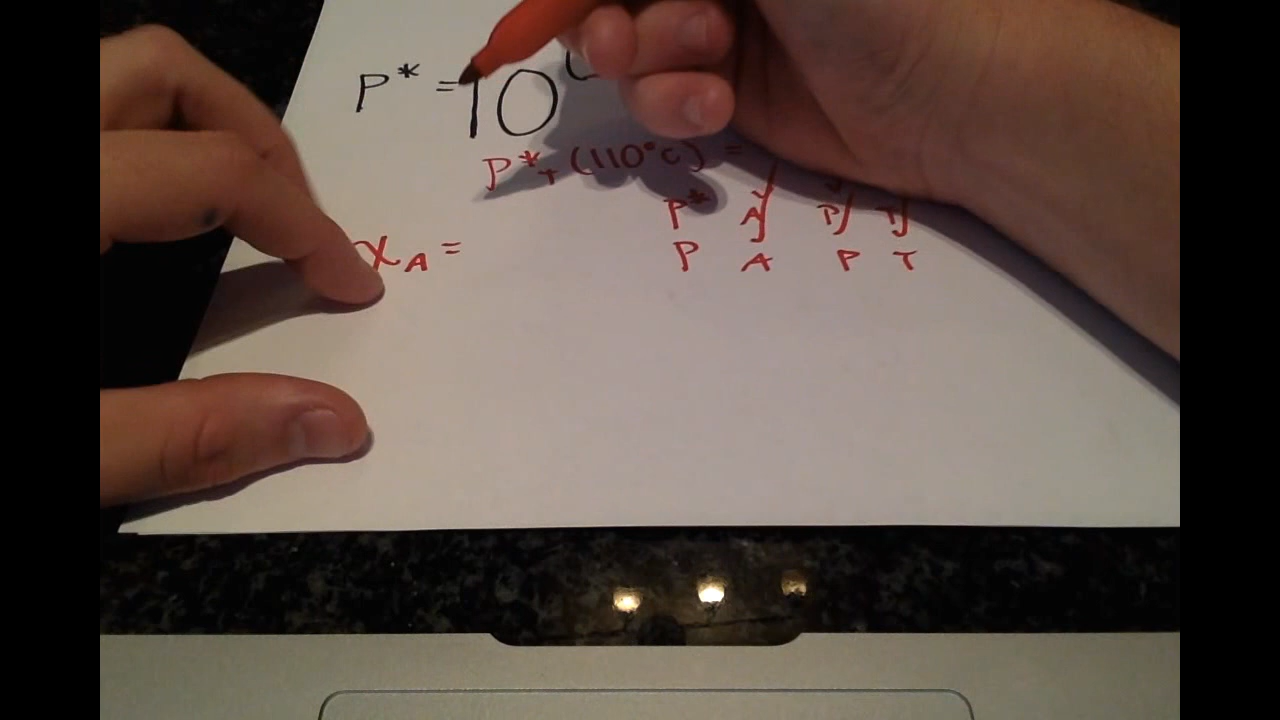 P* = 10
P*T (110°C) =
P*
xA = P A P T